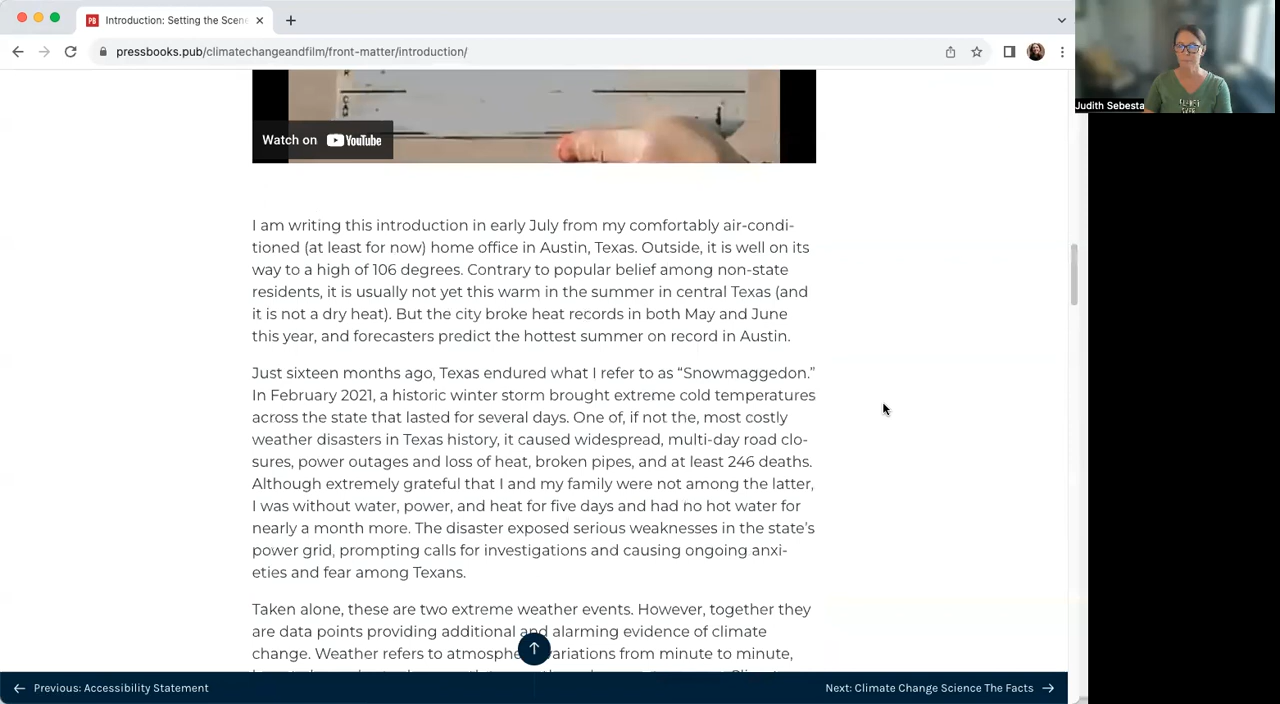 Introduction: Setting the Scene
pressbooks.pub/climatechangeandfilm/front-matter/introduction/
Judith Sebesta
Watch on YouTube
I am writing this introduction in early July from my comfortably air-condi-
tioned (at least for now) home office in Austin, Texas. Outside, it is well on its
way to a high of 106 degrees. Contrary to popular belief among non-state
residents, it is usually not yet this warm in the summer in central Texas (and
it is not a dry heat). But the city broke heat records in both May and June
this year, and forecasters predict the hottest summer on record in Austin.
Just sixteen months ago, Texas endured what I refer to as “Snowmaggedon.”
In February 2021, a historic winter storm brought extreme cold temperatures
across the state that lasted for several days. One of, if not the, most costly
weather disasters in Texas history, it caused widespread, multi-day road clo-
sures, power outages and loss of heat, broken pipes, and at least 246 deaths.
Although extremely grateful that I and my family were not among the latter,
I was without water, power, and heat for five days and had no hot water for
nearly a month more. The disaster exposed serious weaknesses in the state’s
power grid, prompting calls for investigations and causing ongoing anxi-
eties and fear among Texans.
Taken alone, these are two extreme weather events. However, together they
are data points providing additional and alarming evidence of climate
change. Weather refers to atmosphe variations from minute to minute,
Previous: Accessibility Statement
Next: Climate Change Science The Facts